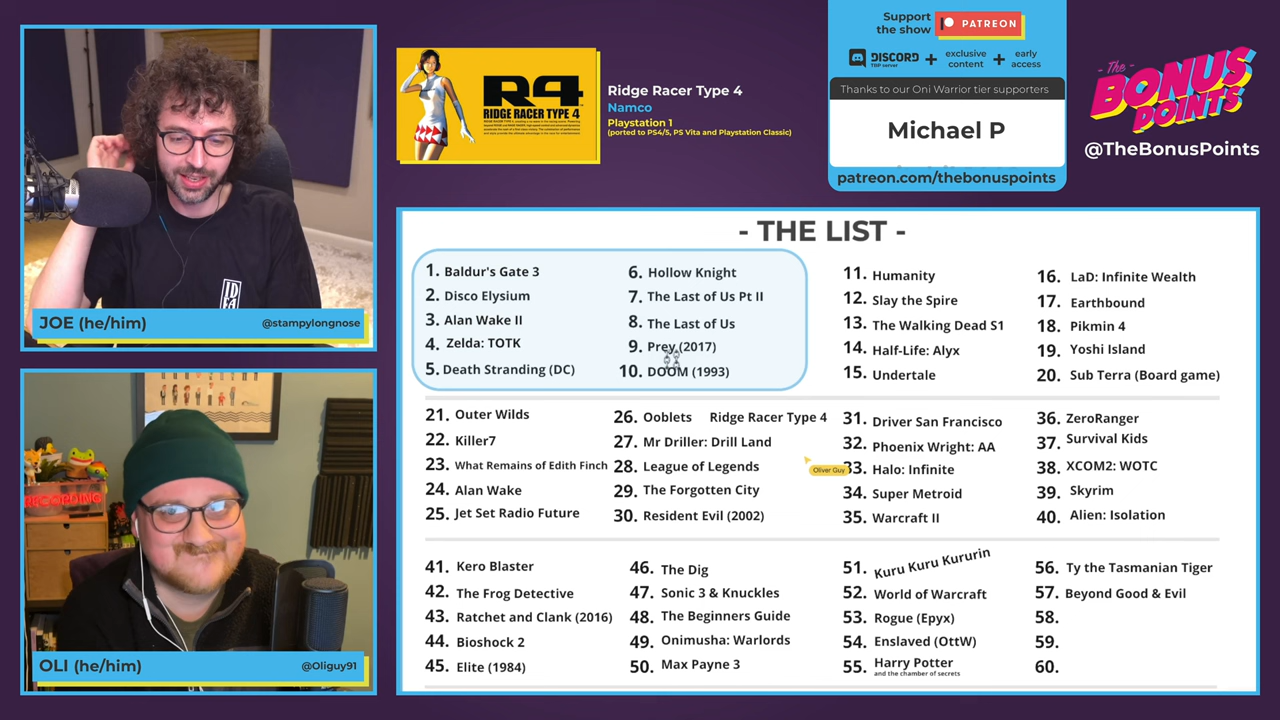 JOE (he/him)
@stampylongnose
RECORDING
OLI (he/him)
@Oliguy91
R4
RIDGE RACER TYPE 4
Ridge Racer Type 4
Namco
Playstation 1
(ported to PS4/5, PS Vita and Playstation Classic)
Support
the show
PATREON
DISCORD
TOP server
+
exclusive
content
+
early
access
Thanks to our Oni Warrior tier supporters
Michael P
patreon.com/thebonuspoints
- The -
BONUS
POINTS
@TheBonusPoints
- THE LIST -
1. Baldur's Gate 3
2. Disco Elysium
3. Alan Wake II
4. Zelda: TOTK
5. Death Stranding (DC)
6. Hollow Knight
7. The Last of Us Pt II
8. The Last of Us
9. Prey (2017)
10. DOOM (1993)
11. Humanity
12. Slay the Spire
13. The Walking Dead S1
14. Half-Life: Alyx
15. Undertale
16. LaD: Infinite Wealth
17. Earthbound
18. Pikmin 4
19. Yoshi Island
20. Sub Terra (Board game)
21. Outer Wilds
22. Killer7
23. What Remains of Edith Finch
24. Alan Wake
25. Jet Set Radio Future
26. Ooblets Ridge Racer Type 4
27. Mr Driller: Drill Land
28. League of Legends
29. The Forgotten City
30. Resident Evil (2002)
Oliver Guy
31. Driver San Francisco
32. Phoenix Wright: AA
33. Halo: Infinite
34. Super Metroid
35. Warcraft II
36. ZeroRanger
37. Survival Kids
38. XCOM2: WOTC
39. Skyrim
40. Alien: Isolation
41. Kero Blaster
42. The Frog Detective
43. Ratchet and Clank (2016)
44. Bioshock 2
45. Elite (1984)
46. The Dig
47. Sonic 3 & Knuckles
48. The Beginners Guide
49. Onimusha: Warlords
50. Max Payne 3
51. Kuru Kuru Kururin
52. World of Warcraft
53. Rogue (Epyx)
54. Enslaved (OttW)
55. Harry Potter
and the chamber of secrets
56. Ty the Tasmanian Tiger
57. Beyond Good & Evil
58.
59.
60.